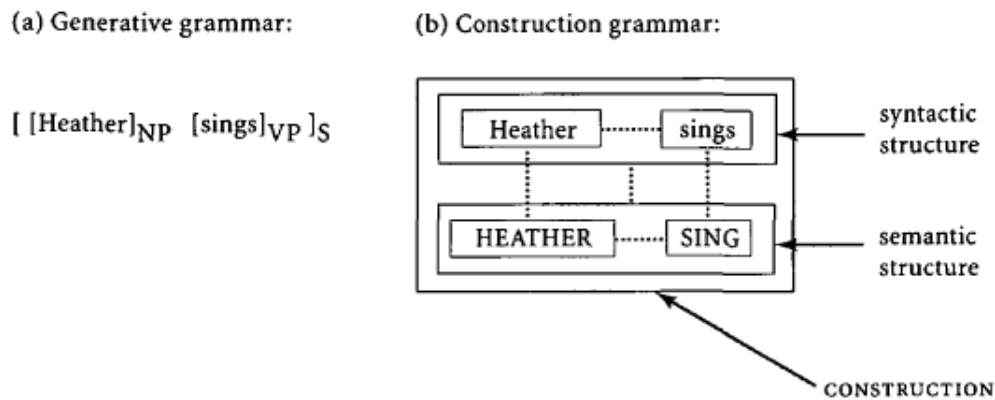 (a) Generative grammar:
(b) Construction grammar:
[ [Heather]NP [sings]VP ]S
Heather
sings
syntactic
structure
HEATHER
SING
semantic
structure
CONSTRUCTION